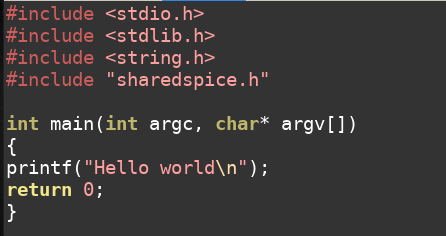 #include <stdio.h>
#include <stdlib.h>
#include <string.h>
#include "sharedspice.h"
int main(int argc, char* argv[])
{
printf("Hello world\n");
return 0;
}